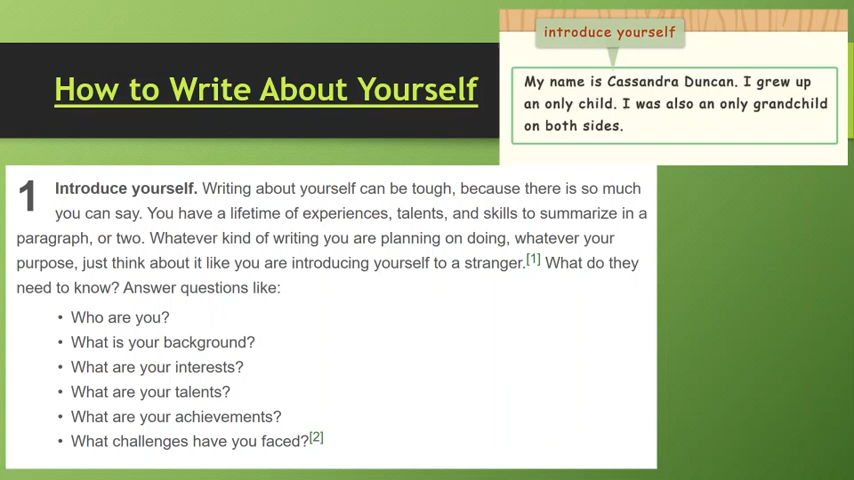 How to Write About Yourself
introduce yourself
My name is Cassandra Duncan. I grew up
an only child. I was also an only grandchild
on both sides.
1 Introduce yourself. Writing about yourself can be tough, because there is so much
you can say. You have a lifetime of experiences, talents, and skills to summarize in a
paragraph, or two. Whatever kind of writing you are planning on doing, whatever your
purpose, just think about it like you are introducing yourself to a stranger.[1] What do they
need to know? Answer questions like:
• Who are you?
• What is your background?
• What are your interests?
• What are your talents?
• What are your achievements?
• What challenges have you faced?[2]